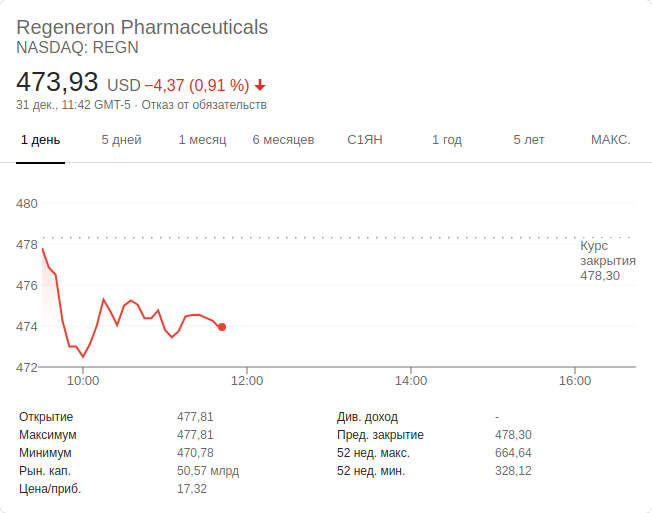 Regeneron Pharmaceuticals
NASDAQ: REGN
473,93 USD −4,37 (0,91 %)
31 дек., 11:42 GMT-5 · Отказ от обязательств
1 день 5 дней 1 месяц 6 месяцев С1ЯН 1 год 5 лет МАКС.
480
478
476
474
472
Курс
закрытия
478,30
10:00 12:00 14:00 16:00
Открытие 477,81 Див. доход -
Максимум 477,81 Пред. закрытие 478,30
Минимум 470,78 52 нед. макс. 664,64
Рын. кап. 50,57 млрд 52 нед. мин. 328,12
Цена/приб. 17,32